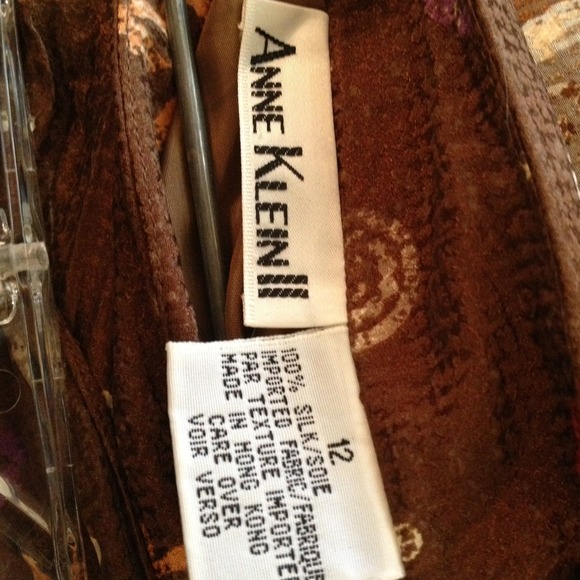 ANNE KLEIN II
12
100% SILK/SOIE
IMPORTED FABRIC/FABRIQUE
PAR TEXTURE IMPORTE
MADE IN HONG KONG
CARE OVER
VOIR VERSO